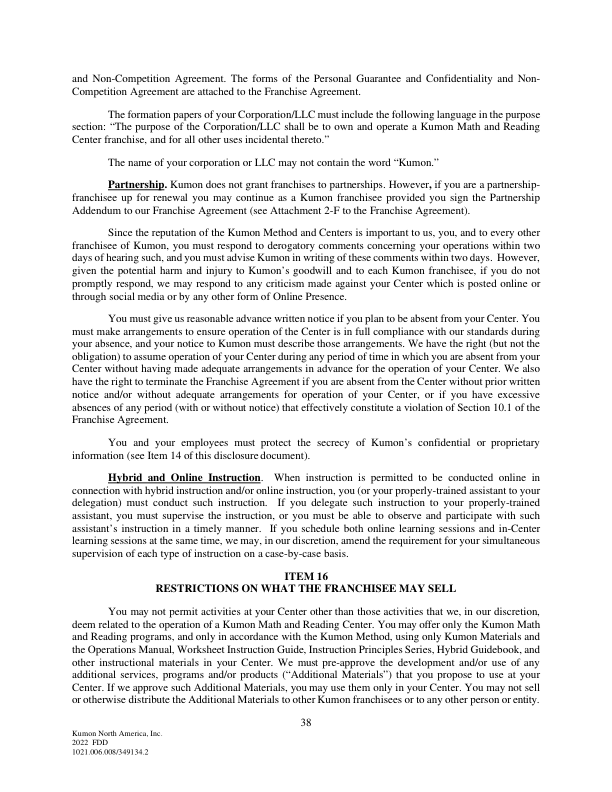 and Non-Competition Agreement. The forms of the Personal Guarantee and Confidentiality and Non-
Competition Agreement are attached to the Franchise Agreement.
The formation papers of your Corporation/LLC must include the following language in the purpose
section: “The purpose of the Corporation/LLC shall be to own and operate a Kumon Math and Reading
Center franchise, and for all other uses incidental thereto.”
The name of your corporation or LLC may not contain the word “Kumon.”
Partnership. Kumon does not grant franchises to partnerships. However, if you are a partnership-
franchisee up for renewal you may continue as a Kumon franchisee provided you sign the Partnership
Addendum to our Franchise Agreement (see Attachment 2-F to the Franchise Agreement).
Since the reputation of the Kumon Method and Centers is important to us, you, and to every other
franchisee of Kumon, you must respond to derogatory comments concerning your operations within two
days of hearing such, and you must advise Kumon in writing of these comments within two days. However,
given the potential harm and injury to Kumon’s goodwill and to each Kumon franchisee, if you do not
promptly respond, we may respond to any criticism made against your Center which is posted online or
through social media or by any other form of Online Presence.
You must give us reasonable advance written notice if you plan to be absent from your Center. You
must make arrangements to ensure operation of the Center is in full compliance with our standards during
your absence, and your notice to Kumon must describe those arrangements. We have the right (but not the
obligation) to assume operation of your Center during any period of time in which you are absent from your
Center without having made adequate arrangements in advance for the operation of your Center. We also
have the right to terminate the Franchise Agreement if you are absent from the Center without prior written
notice and/or without adequate arrangements for operation of your Center, or if you have excessive
absences of any period (with or without notice) that effectively constitute a violation of Section 10.1 of the
Franchise Agreement.
You and your employees must protect the secrecy of Kumon’s confidential or proprietary
information (see Item 14 of this disclosure document).
Hybrid and Online Instruction. When instruction is permitted to be conducted online in
connection with hybrid instruction and/or online instruction, you (or your properly-trained assistant to your
delegation) must conduct such instruction. If you delegate such instruction to your properly-trained
assistant, you must supervise the instruction, or you must be able to observe and participate with such
assistant’s instruction in a timely manner. If you schedule both online learning sessions and in-Center
learning sessions at the same time, we may, in our discretion, amend the requirement for your simultaneous
supervision of each type of instruction on a case-by-case basis.
ITEM 16
RESTRICTIONS ON WHAT THE FRANCHISEE MAY SELL
You may not permit activities at your Center other than those activities that we, in our discretion,
deem related to the operation of a Kumon Math and Reading Center. You may offer only the Kumon Math
and Reading programs, and only in accordance with the Kumon Method, using only Kumon Materials and
the Operations Manual, Worksheet Instruction Guide, Instruction Principles Series, Hybrid Guidebook, and
other instructional materials in your Center. We must pre-approve the development and/or use of any
additional services, programs and/or products (“Additional Materials”) that you propose to use at your
Center. If we approve such Additional Materials, you may use them only in your Center. You may not sell
or otherwise distribute the Additional Materials to other Kumon franchisees or to any other person or entity.
38
Kumon North America, Inc.
2022 FDD
1021.006.008/349134.2